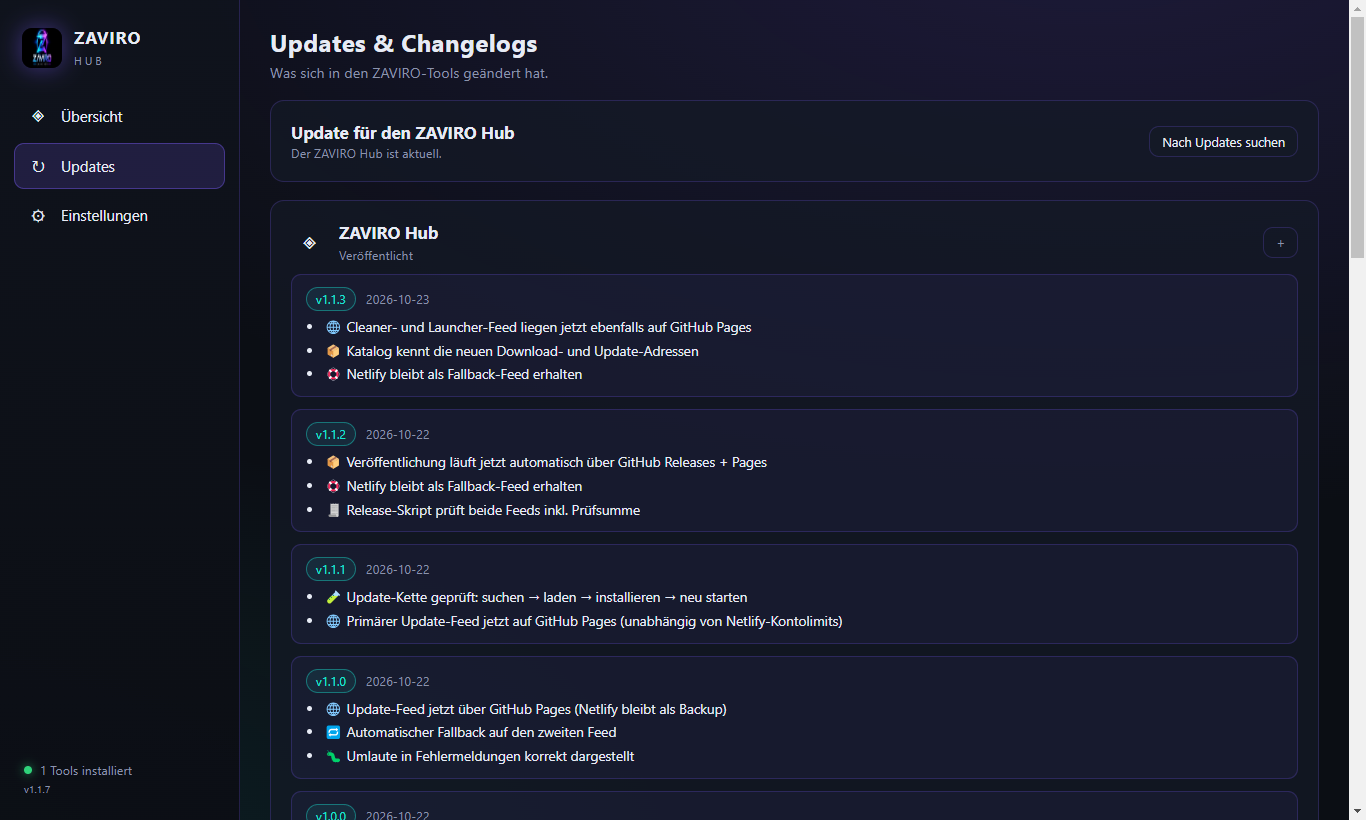 ZAVIRO
HUB
Übersicht
Updates
Einstellungen
1 Tools installiert
v1.1.7
Updates & Changelogs
Was sich in den ZAVIRO-Tools geändert hat.
Update für den ZAVIRO Hub
Der ZAVIRO Hub ist aktuell.
Nach Updates suchen
ZAVIRO Hub
Veröffentlicht
+
v1.1.3 2026-10-23
Cleaner- und Launcher-Feed liegen jetzt ebenfalls auf GitHub Pages
Katalog kennt die neuen Download- und Update-Adressen
Netlify bleibt als Fallback-Feed erhalten
v1.1.2 2026-10-22
Veröffentlichung läuft jetzt automatisch über GitHub Releases + Pages
Netlify bleibt als Fallback-Feed erhalten
Release-Skript prüft beide Feeds inkl. Prüfsumme
v1.1.1 2026-10-22
Update-Kette geprüft: suchen → laden → installieren → neu starten
Primärer Update-Feed jetzt auf GitHub Pages (unabhängig von Netlify-Kontolimits)
v1.1.0 2026-10-22
Update-Feed jetzt über GitHub Pages (Netlify bleibt als Backup)
Automatischer Fallback auf den zweiten Feed
Umlaute in Fehlermeldungen korrekt dargestellt
v1.0.0 2026-10-22